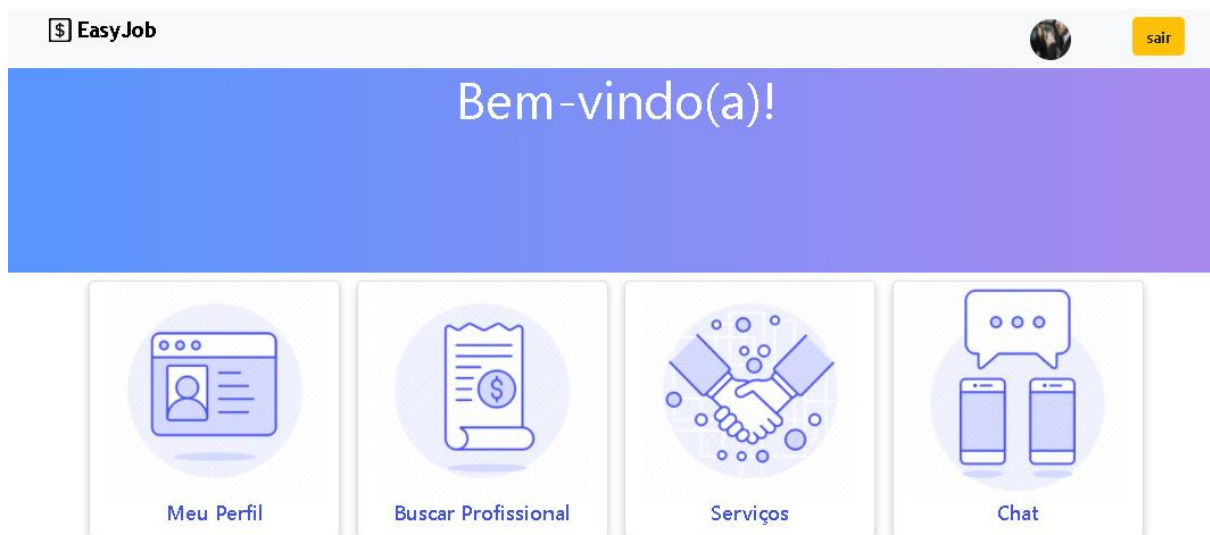 $ EasyJob
sair
Bem-vindo(a)!
$
Meu Perfil
Buscar Profissional
Serviços
Chat